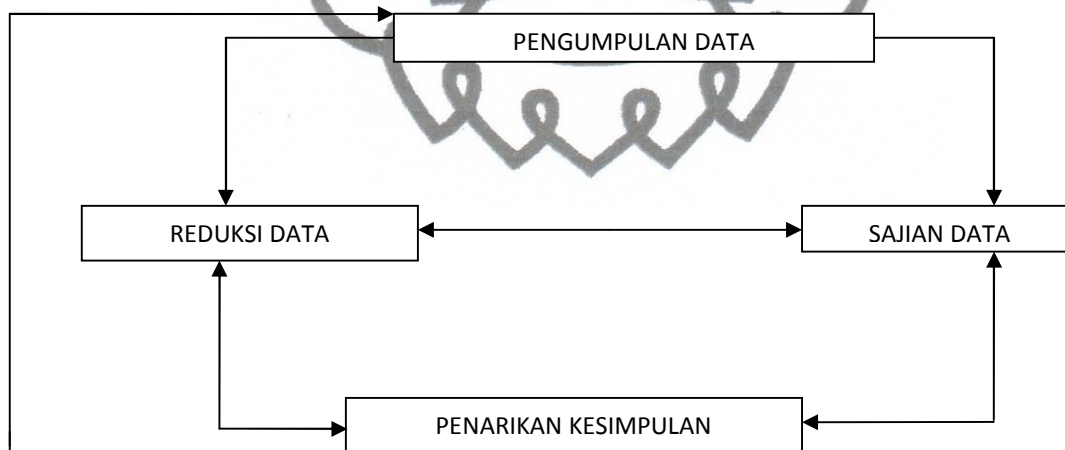 PENGUMPULAN DATA
REDUKSI DATA
SAJIAN DATA
PENARIKAN KESIMPULAN